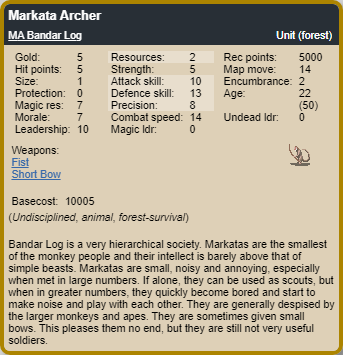 Markata Archer
MA Bandar Log Unit (forest)
Gold: 5 Resources: 2 Rec points: 5000
Hit points: 5 Strength: 5 Map move: 14
Size: 1 Attack skill: 10 Encumbrance: 2
Protection: 0 Defence skill: 13 Age: 22
Magic res: 7 Precision: 8 (50)
Morale: 7 Combat speed: 14 Undead ldr: 0
Leadership: 10 Magic ldr: 0
Weapons:
Fist
Short Bow
Basecost: 10005
(Undisciplined, animal, forest-survival)
Bandar Log is a very hierarchical society. Markatas are the smallest
of the monkey people and their intellect is barely above that of
simple beasts. Markatas are small, noisy and annoying, especially
when met in large numbers. If alone, they can be used as scouts, but
when in greater numbers, they quickly become bored and start to
make noise and play with each other. They are generally despised by
the larger monkeys and apes. They are sometimes given small
bows. This pleases them no end, but they are still not very useful
soldiers.